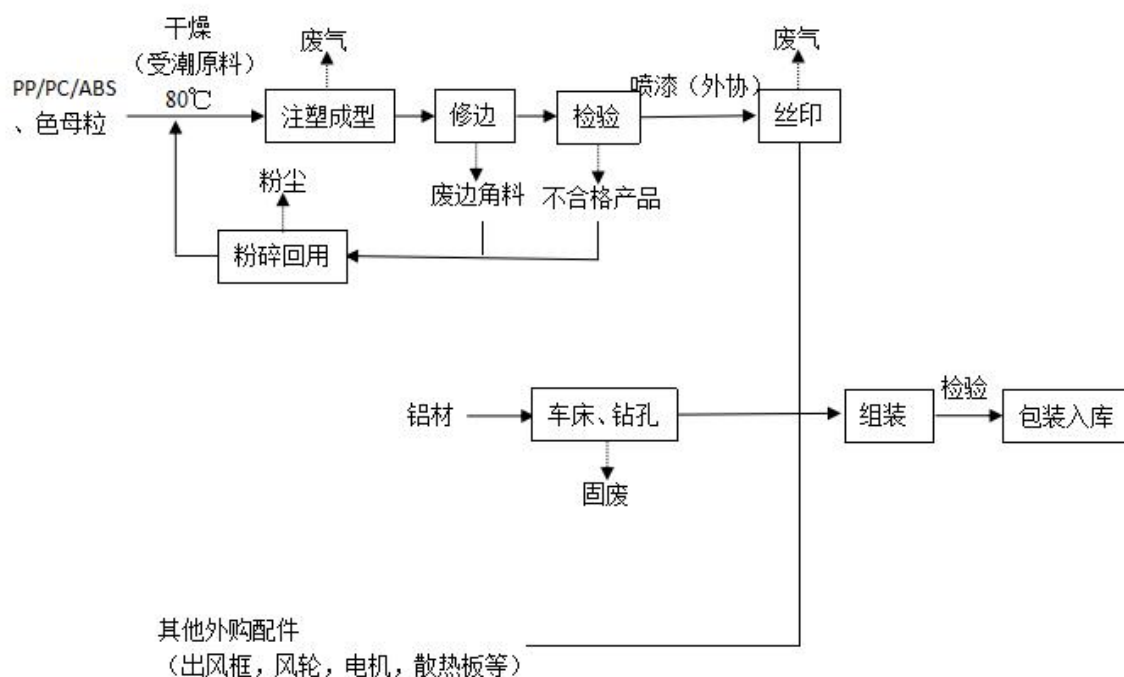 干燥
（受潮原料）
80℃
PP/PC/ABS
、色母粒
废气
注塑成型
修边
检验
喷漆（外协）
废气
丝印
粉尘
废边角料
不合格产品
粉碎回用
铝材
车床、钻孔
固废
组装
检验
包装入库
其他外购配件
（出风框，风轮，电机，散热板等）